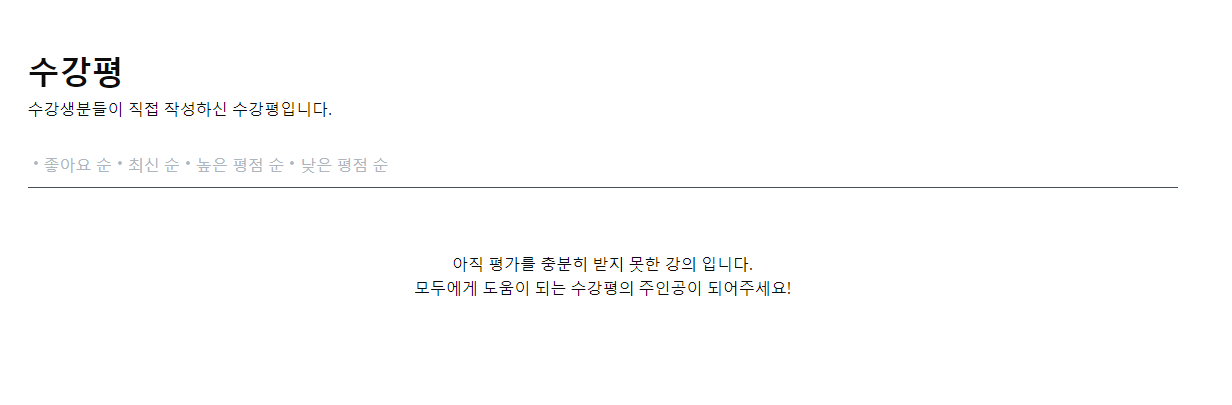 수강평
수강생분들이 직접 작성하신 수강평입니다.
• 좋아요 순 • 최신 순 • 높은 평점 순 • 낮은 평점 순
아직 평가를 충분히 받지 못한 강의 입니다.
모두에게 도움이 되는 수강평의 주인공이 되어주세요!